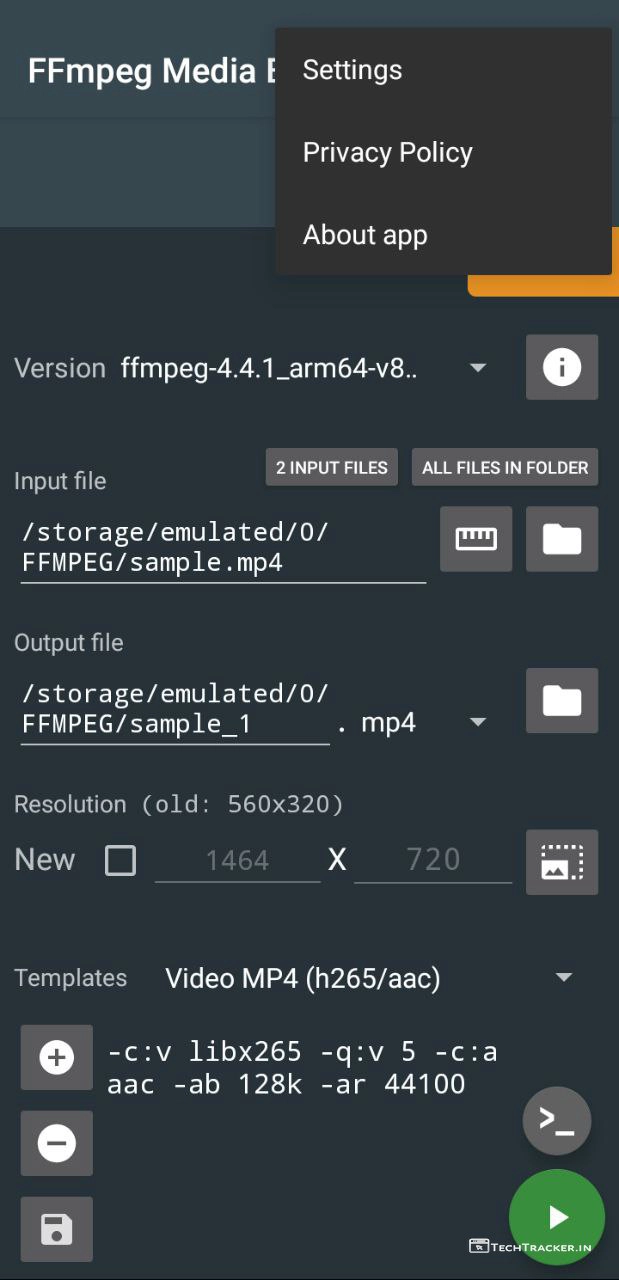 FFmpeg Media
Settings
Privacy Policy
About app
Version ffmpeg-4.4.1_arm64-v8..
2 INPUT FILES ALL FILES IN FOLDER
Input file
/storage/emulated/0/
FFMPEG/sample.mp4
Output file
/storage/emulated/0/
FFMPEG/sample_1 . mp4
Resolution (old: 560x320)
New 1464 X 720
Templates Video MP4 (h265/aac)
-c:v libx265 -q:v 5 -c:a
aac -ab 128k -ar 44100
>_
TECHTRACKER.IN